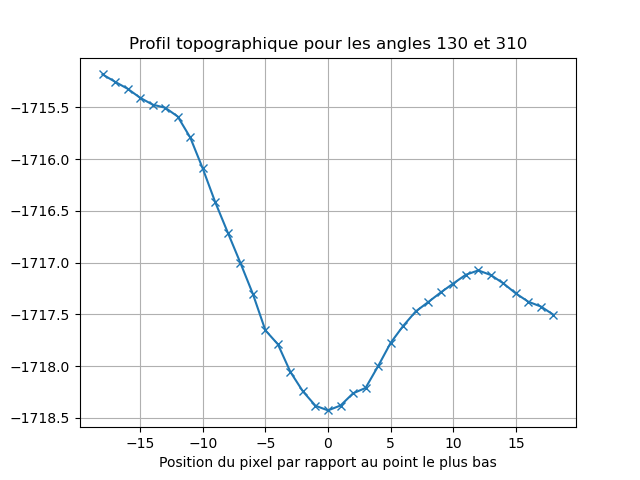 Profil topographique pour les angles 130 et 310
−1715.5
−1716.0
−1716.5
−1717.0
−1717.5
−1718.0
−1718.5
−15 −10 −5 0 5 10 15
Position du pixel par rapport au point le plus bas